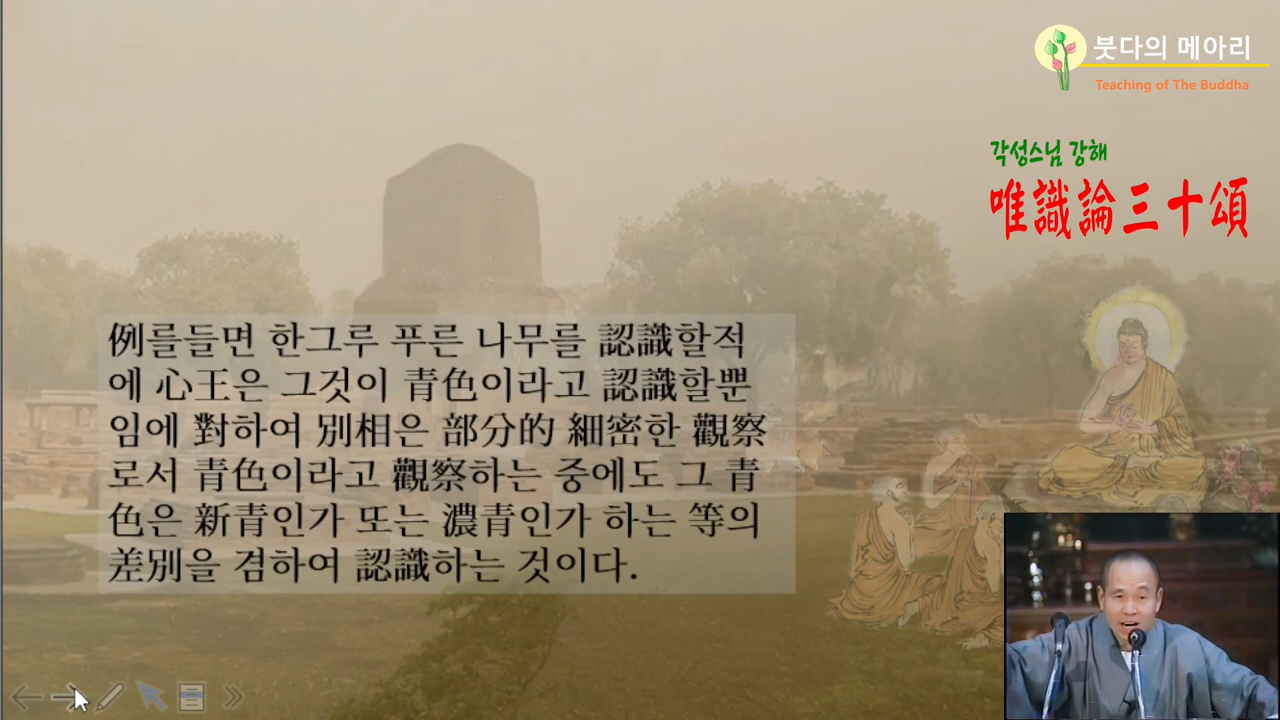 붓다의 메아리
Teaching of The Buddha
각성스님 강해
唯識論三十頌
例를들면 한그루 푸른 나무를 認識할적
에 心王은 그것이 青色이라고 認識할뿐
임에 對하여 別相은 部分的 細密한 觀察
로서 青色이라고 觀察하는 중에도 그 青
色은 新青인가 또는 濃青인가 하는 等의
差別을 겸하여 認識하는 것이다.